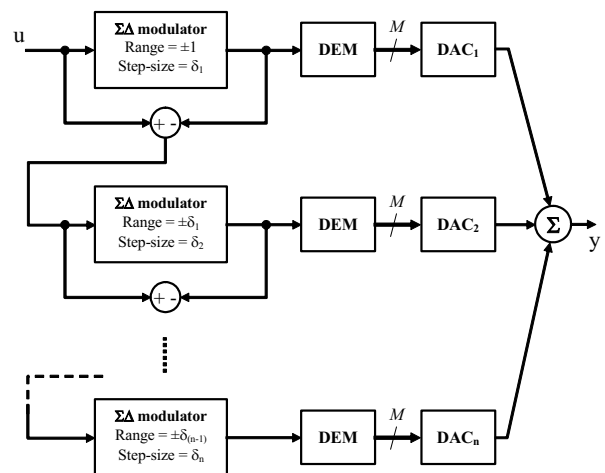 u
ΣΔ modulator
Range = ±1
Step-size = δ1
DEM
M
DAC1
+ -
ΣΔ modulator
Range = ±δ1
Step-size = δ2
DEM
M
DAC2
Σ
y
+ -
ΣΔ modulator
Range = ±δ(n-1)
Step-size = δn
DEM
M
DACn